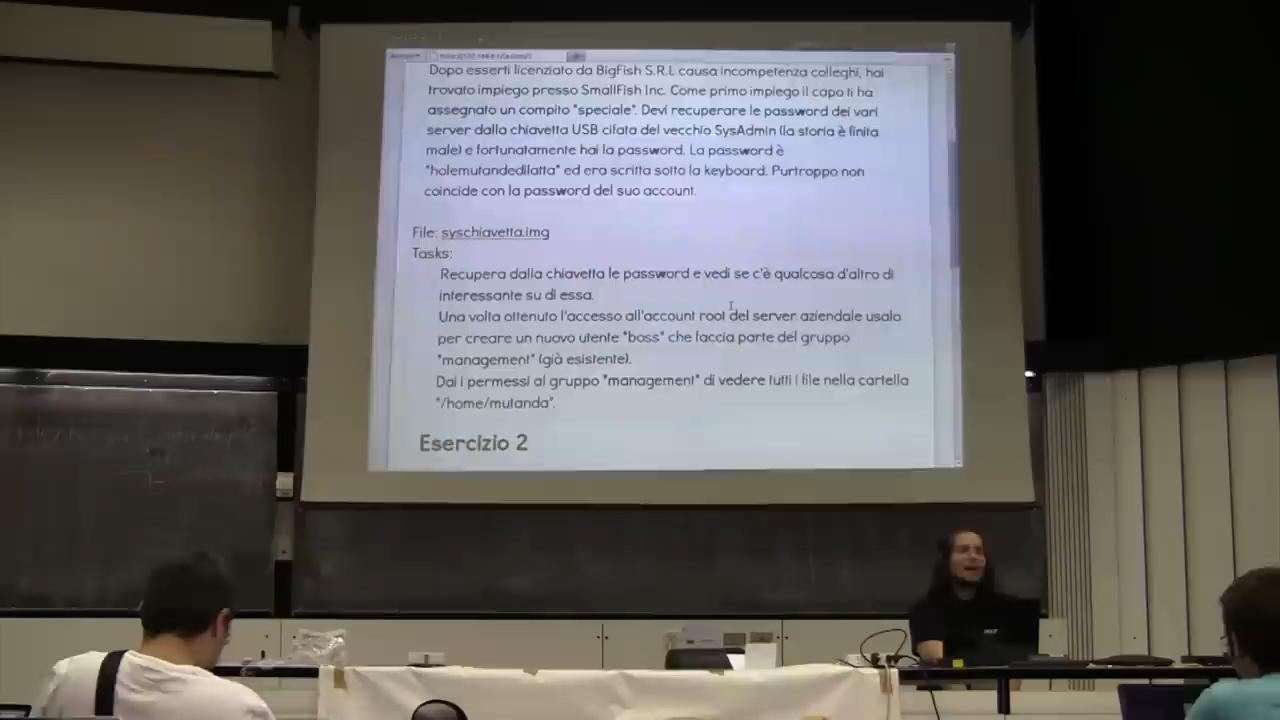 Dopo esserti licenziato da BigFish S.R.L causa incompetenza colleghi, hai
trovato impiego presso SmallFish Inc. Come primo impiego il capo ti ha
assegnato un compito "speciale". Devi recuperare le password dei vari
server dalla chiavetta USB cifata del vecchio SysAdmin (la storia è finita
male) e fortunatamente hai la password. La password è
"holemutandedilatta" ed era scritta sotto la keyboard. Purtroppo non
coincide con la password del suo account.
File: syschiavetta.img
Tasks:
Recupera dalla chiavetta le password e vedi se c'è qualcosa d'altro di
interessante su di essa.
Una volta ottenuto l'accesso all'account root del server aziendale usalo
per creare un nuovo utente "boss" che faccia parte del gruppo
"management" (già esistente).
Dai i permessi al gruppo "management" di vedere tutti i file nella cartella
"/home/mutanda".
Esercizio 2
acer